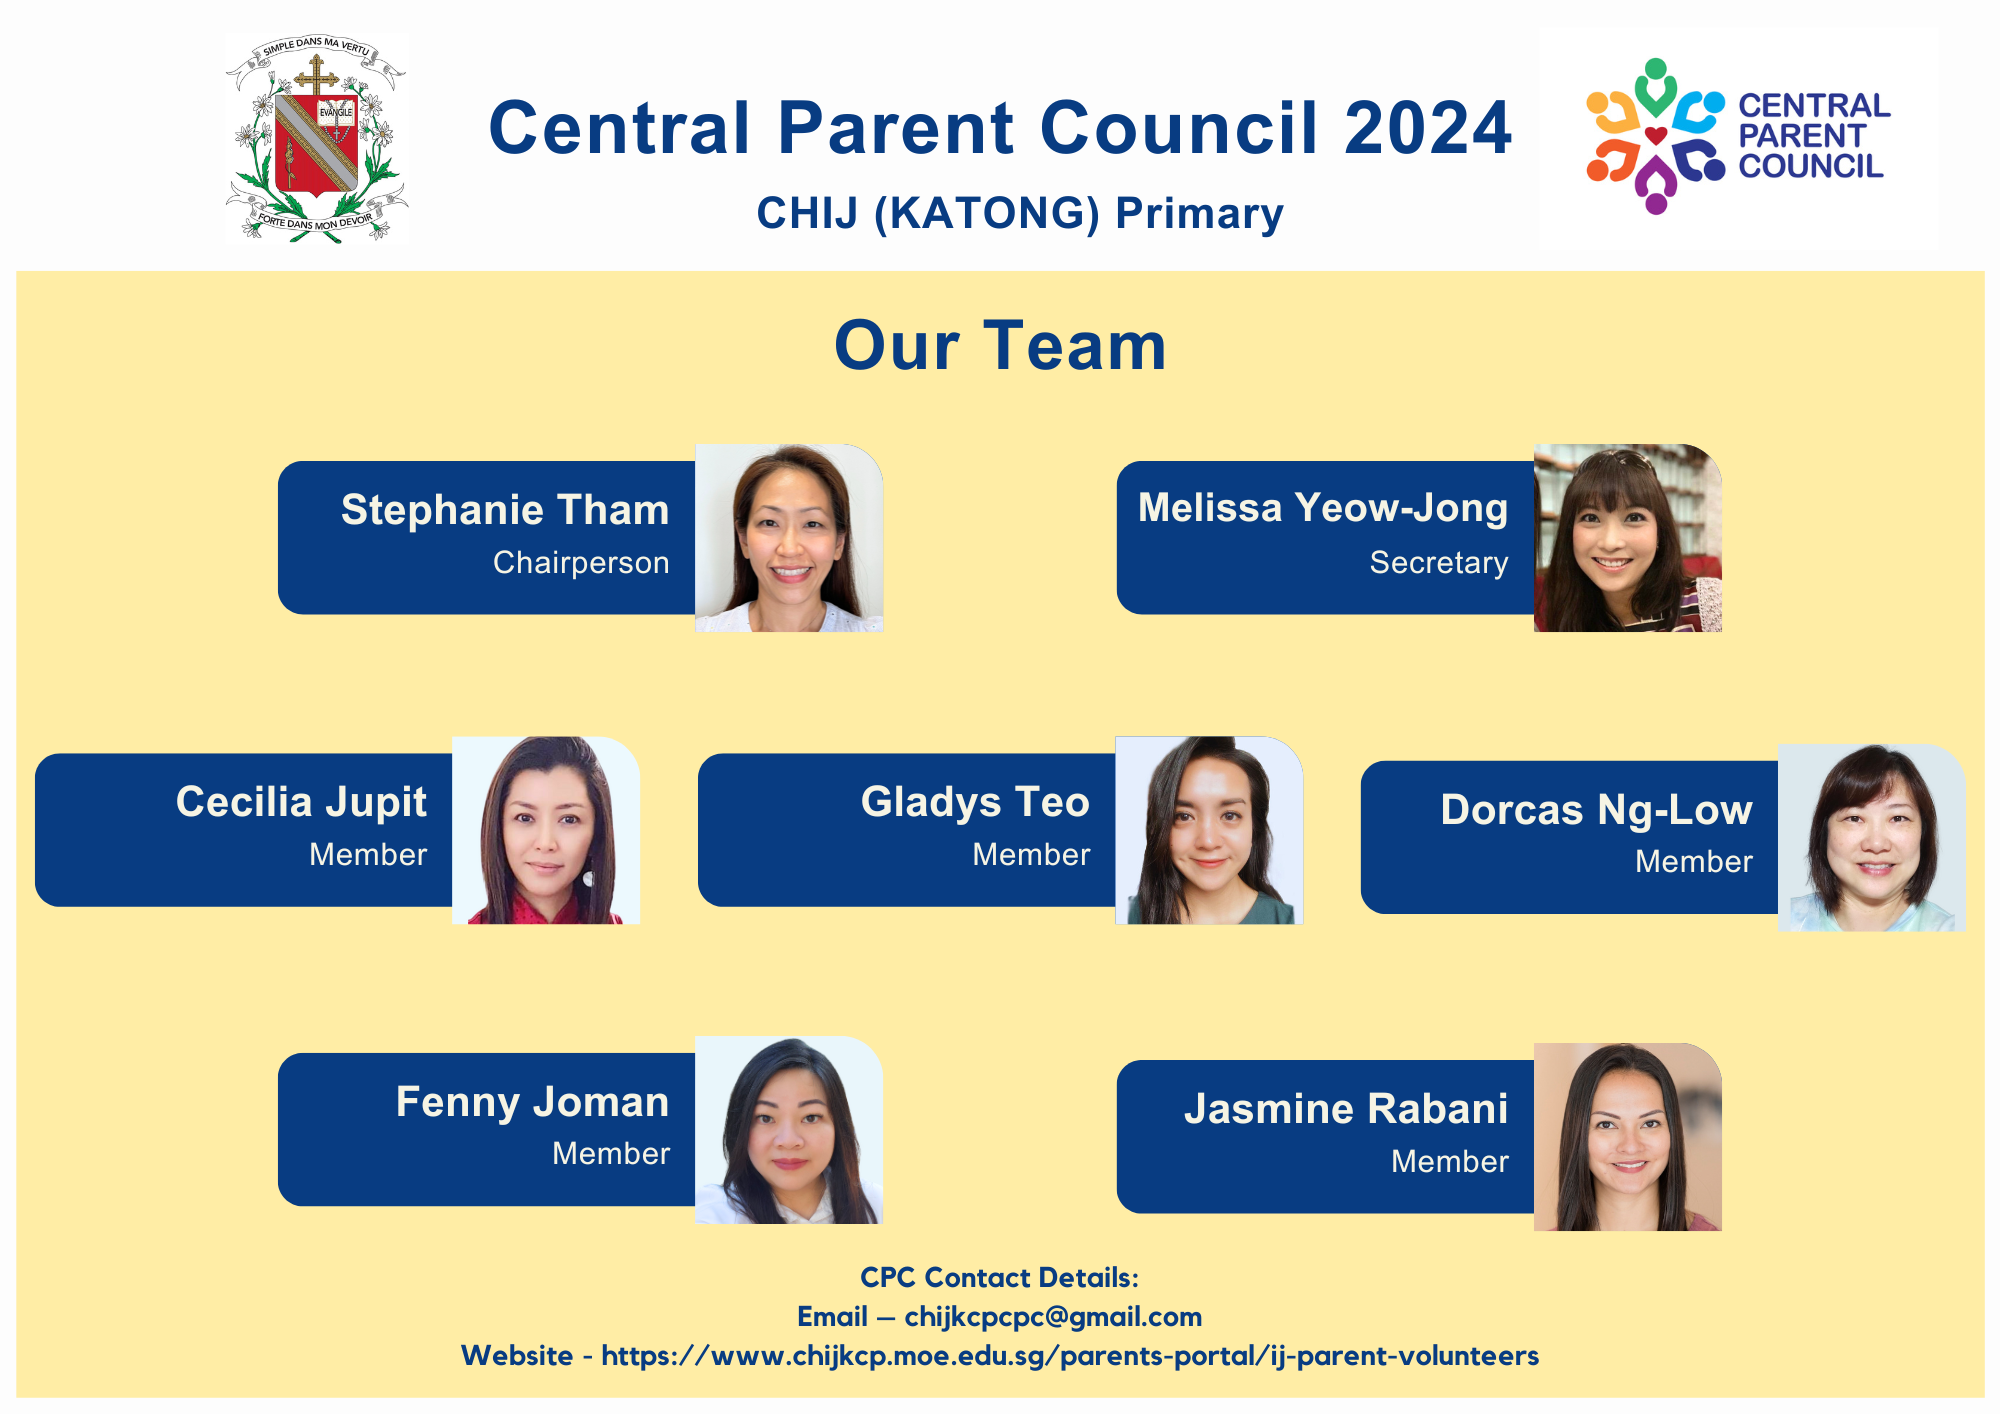 SIMPLE DANS MA VERTU
EVANGILE
FORTE DANS MON DEVOIR
Central Parent Council 2024
CHIJ (KATONG) Primary
CENTRAL
PARENT
COUNCIL
Our Team
Stephanie Tham
Chairperson
Melissa Yeow-Jong
Secretary
Cecilia Jupit
Member
Gladys Teo
Member
Dorcas Ng-Low
Member
Fenny Joman
Member
Jasmine Rabani
Member
CPC Contact Details:
Email – chijkcpcpc@gmail.com
Website - https://www.chijkcp.moe.edu.sg/parents-portal/ij-parent-volunteers